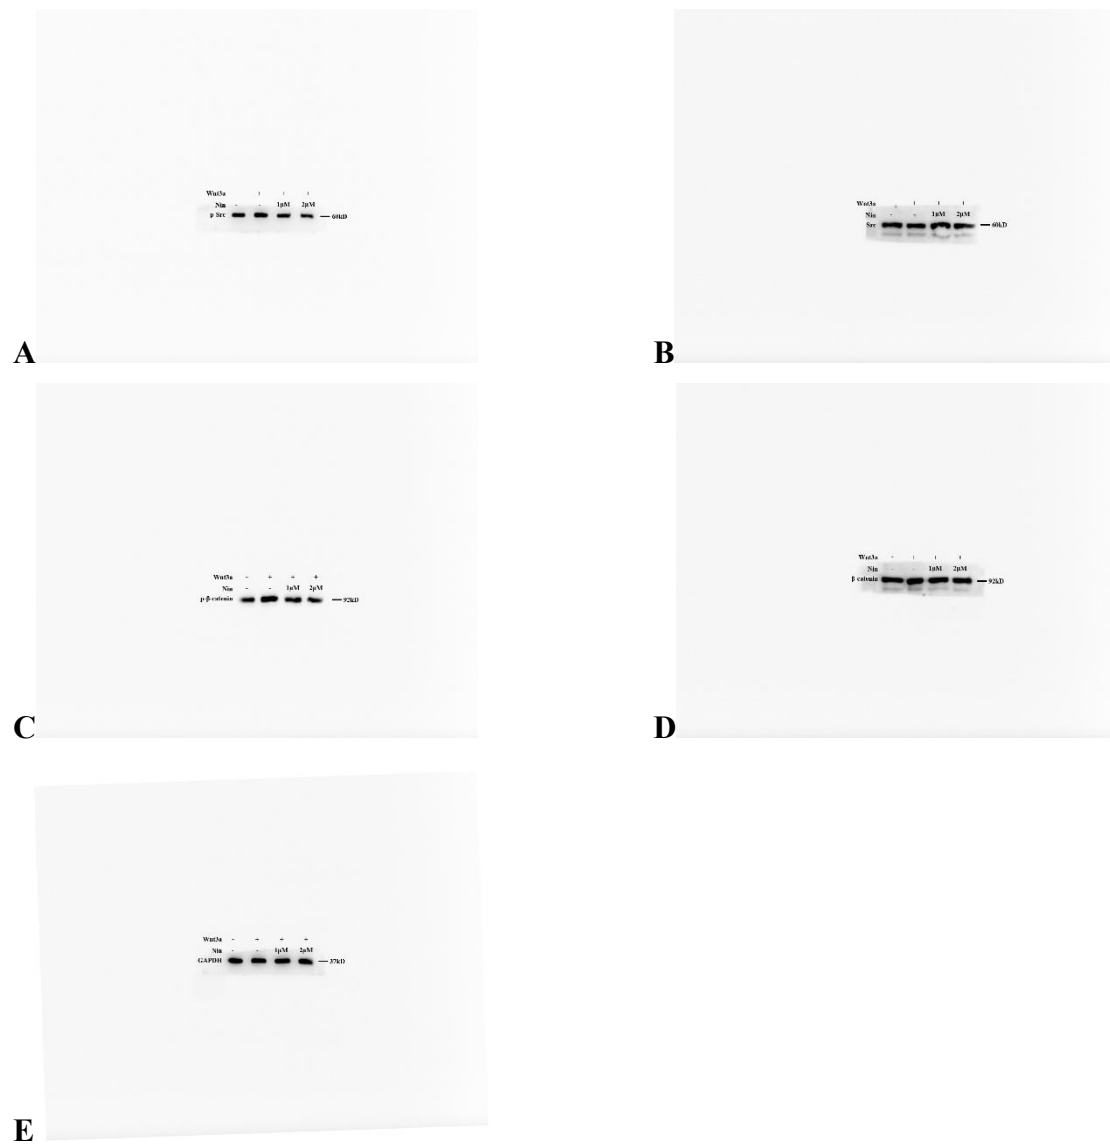 Wnt3a - + + +
Nin - - 1μM 2μM
p-Src 60kD
A
Wnt3a - + + +
Nin - - 1μM 2μM
Src 60kD
B
Wnt3a - + + +
Nin - - 1μM 2μM
p-β-catenin 92kD
C
Wnt3a - + + +
Nin - - 1μM 2μM
β-catenin 92kD
D
Wnt3a - + + +
Nin - - 1μM 2μM
GAPDH 37kD
E